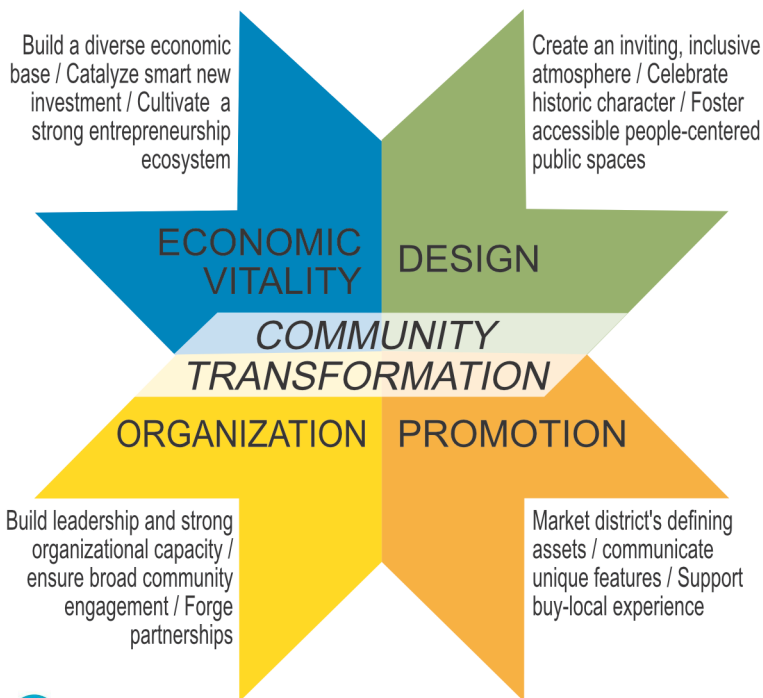 Build a diverse economic
base / Catalyze smart new
investment / Cultivate a
strong entrepreneurship
ecosystem
Create an inviting, inclusive
atmosphere / Celebrate
historic character / Foster
accessible people-centered
public spaces
ECONOMIC
VITALITY
DESIGN
COMMUNITY
TRANSFORMATION
ORGANIZATION
PROMOTION
Build leadership and strong
organizational capacity /
ensure broad community
engagement / Forge
partnerships
Market district's defining
assets / communicate
unique features / Support
buy-local experience